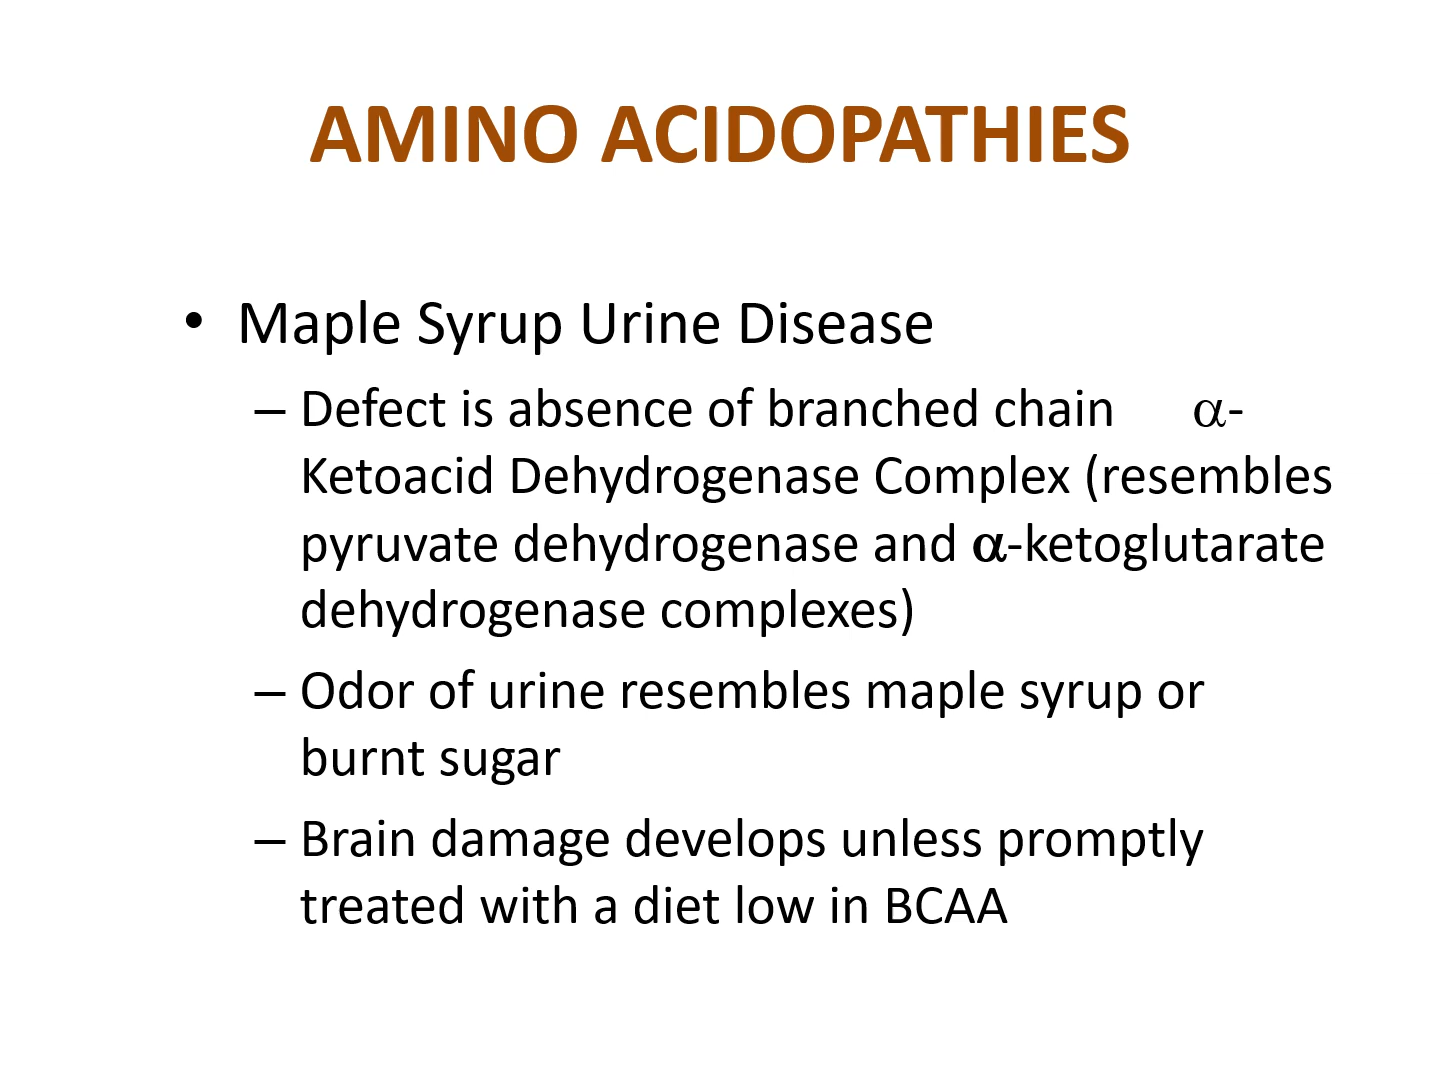 AMINO ACIDOPATHIES
• Maple Syrup Urine Disease
– Defect is absence of branched chain α-
Ketoacid Dehydrogenase Complex (resembles
pyruvate dehydrogenase and α-ketoglutarate
dehydrogenase complexes)
– Odor of urine resembles maple syrup or
burnt sugar
– Brain damage develops unless promptly
treated with a diet low in BCAA